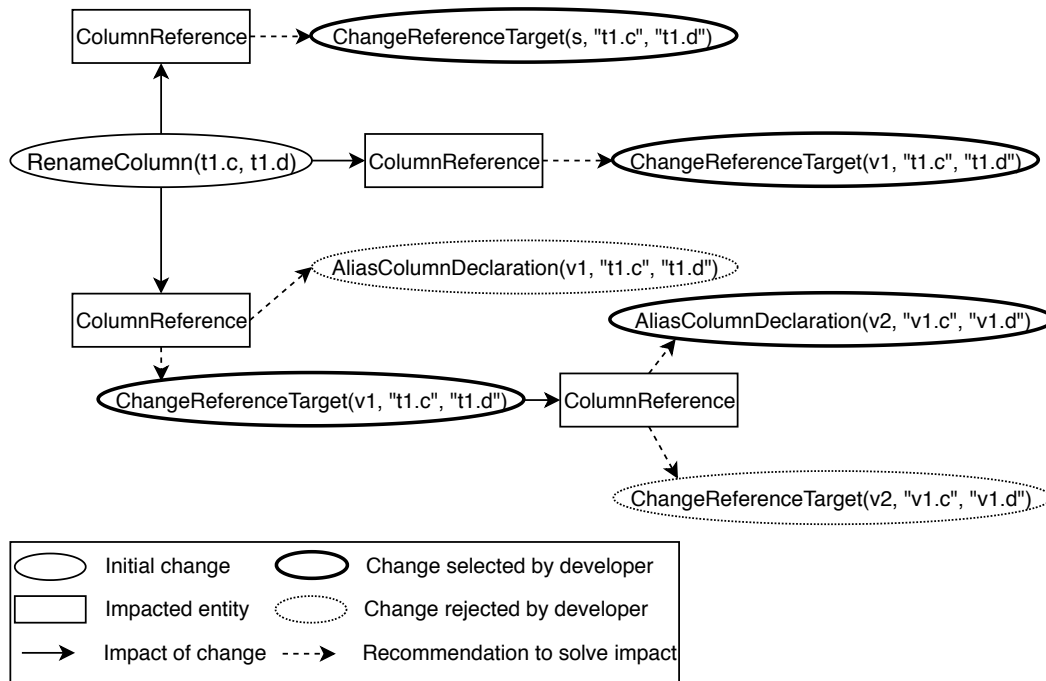 ColumnReference
ChangeReferenceTarget(s, "t1.c", "t1.d")
RenameColumn(t1.c, t1.d)
ColumnReference
ChangeReferenceTarget(v1, "t1.c", "t1.d")
AliasColumnDeclaration(v1, "t1.c", "t1.d")
ColumnReference
AliasColumnDeclaration(v2, "v1.c", "v1.d")
ChangeReferenceTarget(v1, "t1.c", "t1.d")
ColumnReference
ChangeReferenceTarget(v2, "v1.c", "v1.d")
Initial change
Change selected by developer
Impacted entity
Change rejected by developer
Impact of change
Recommendation to solve impact